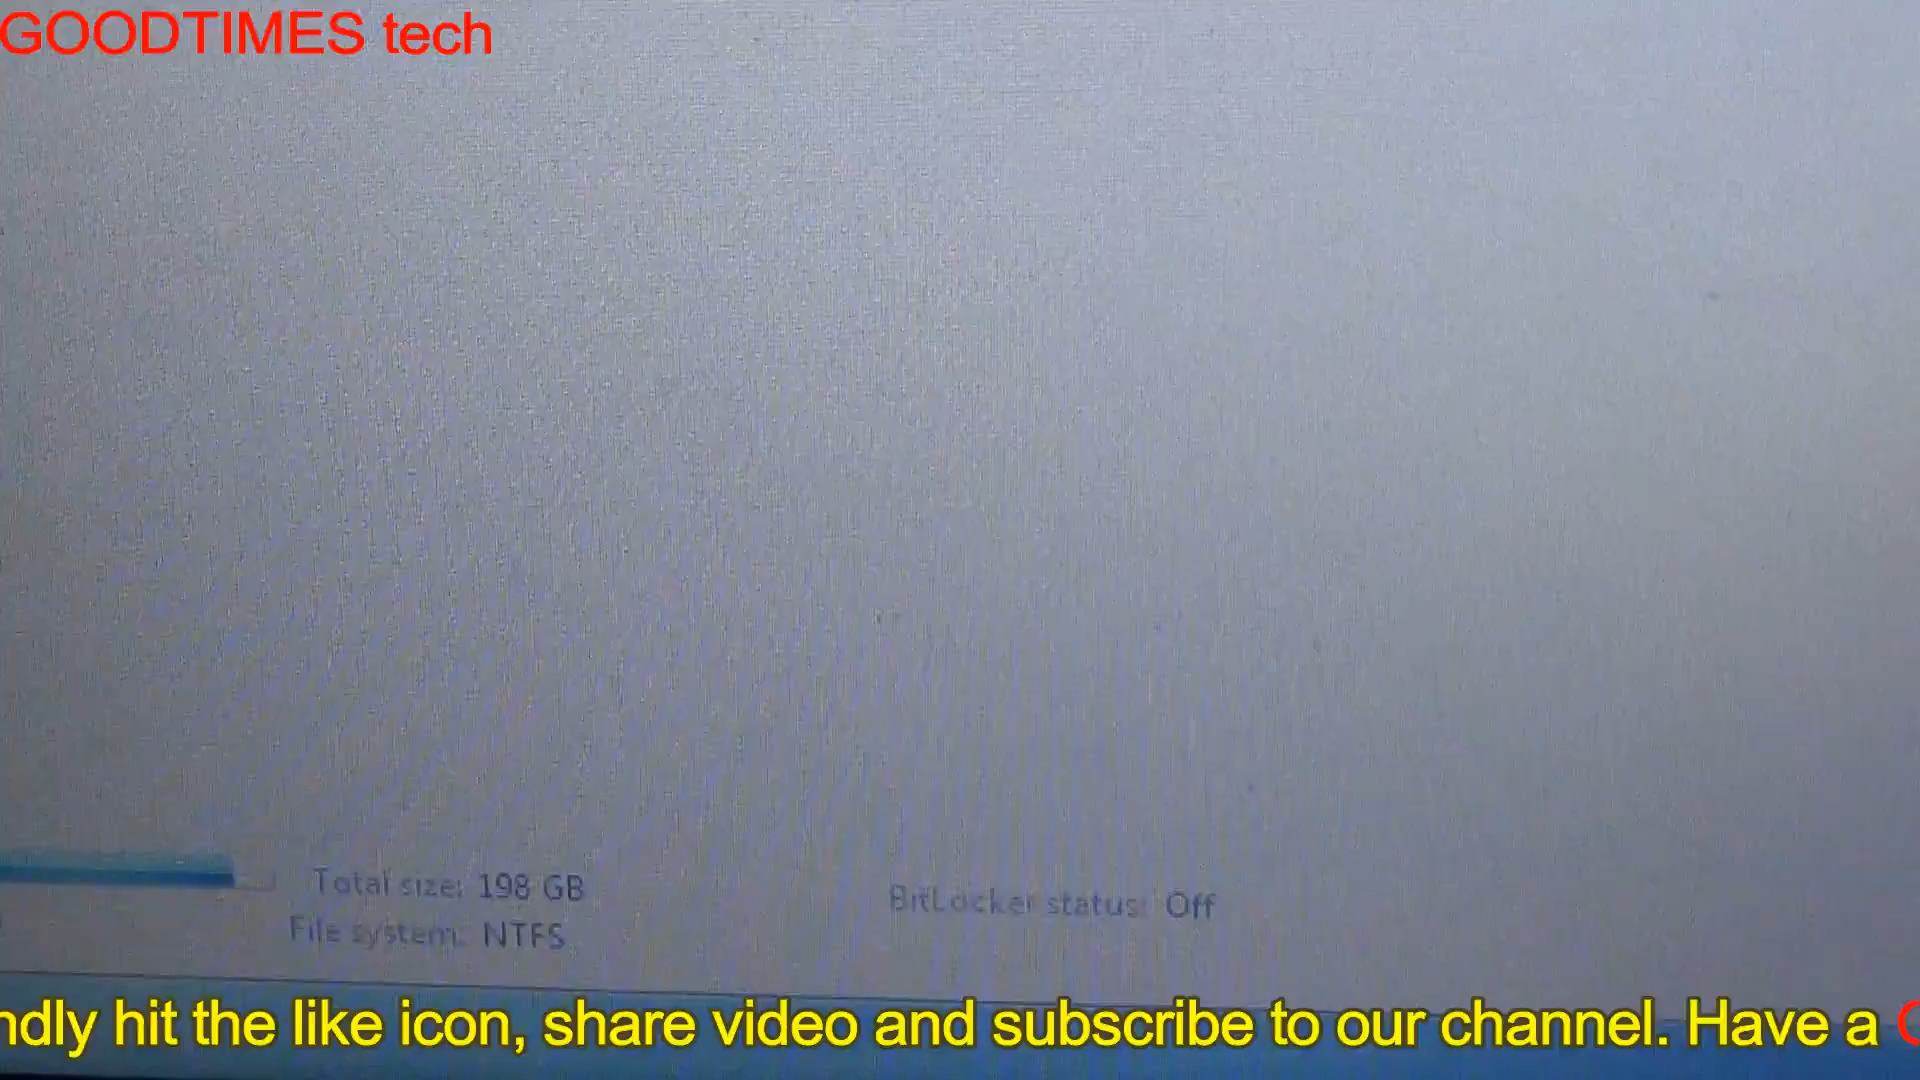 GOODTIMES tech
Total size: 198 GB
BitLocker status: Off
File system: NTFS
ndly hit the like icon, share video and subscribe to our channel. Have a